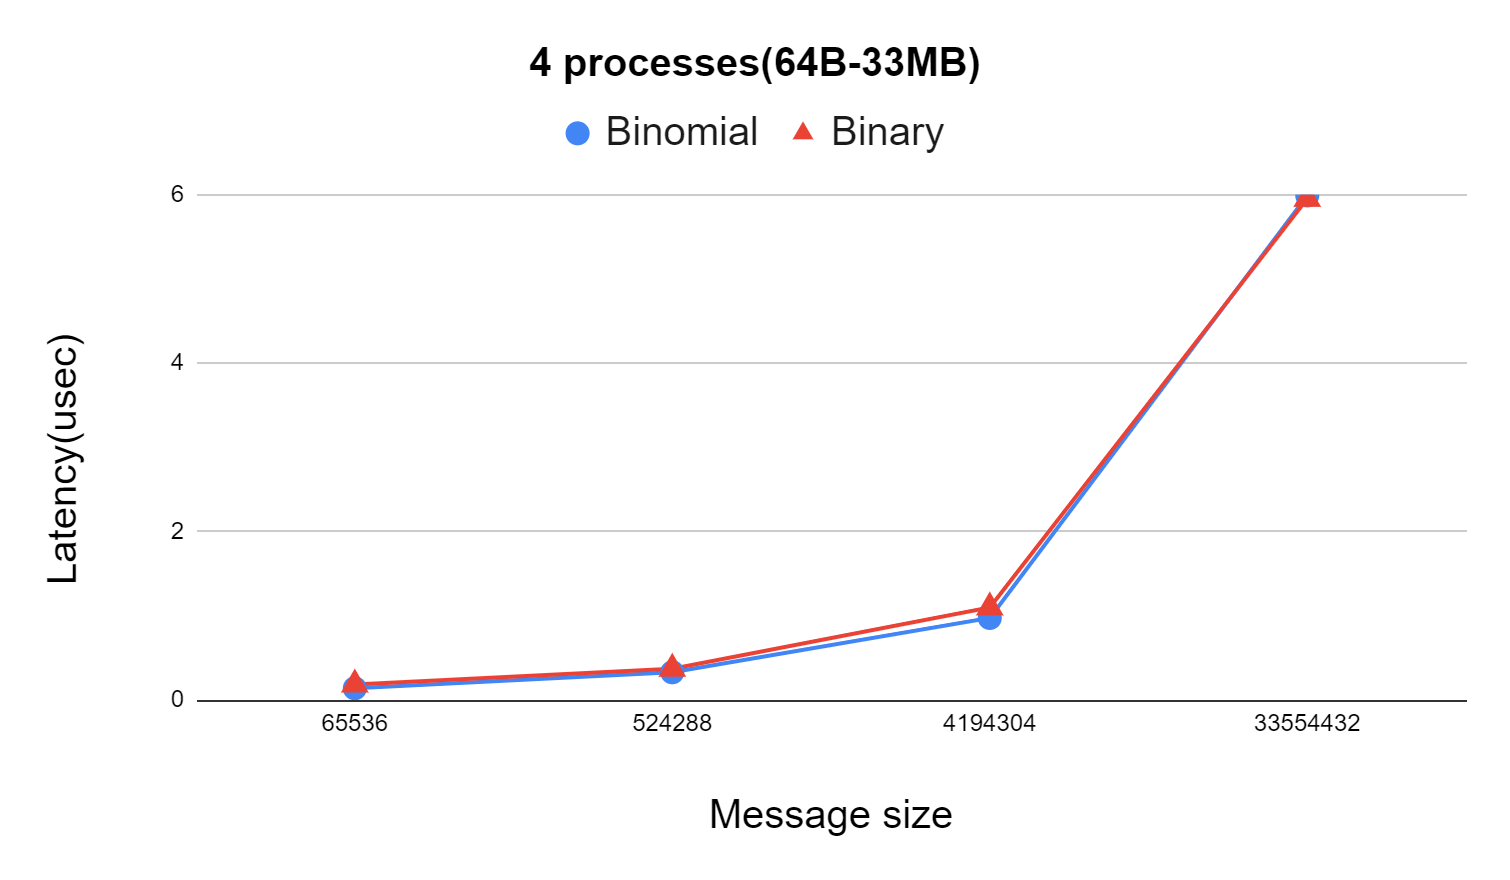 4 processes(64B-33MB)
Binomial Binary
6
4
2
0
Latency(usec)
65536 524288 4194304 33554432
Message size